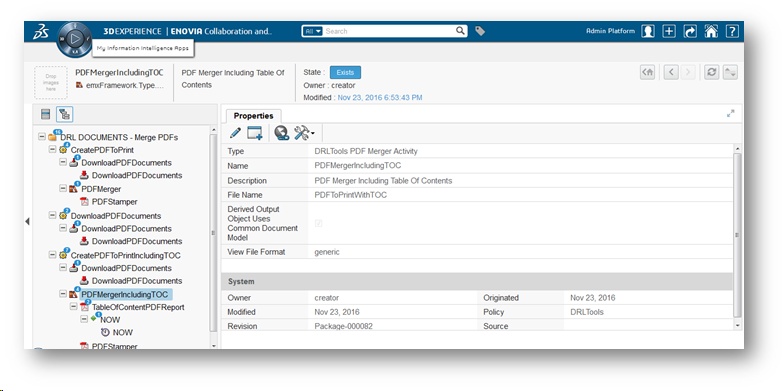 3DEXPERIENCE | ENOVIA Collaboration and..
All
Search
Admin Platform
My Information Intelligence Apps
Drop
Images
here
PDFMergerIncludingTOC
emxFramework.Type....
PDF Merger Including Table Of
Contents
State : Exists
Owner : creator
Modified : Nov 23, 2016 6:53:43 PM
DRL DOCUMENTS - Merge PDFs
CreatePDFToPrint
DownloadPDFDocuments
DownloadPDFDocuments
PDFMerger
PDFStamper
DownloadPDFDocuments
DownloadPDFDocuments
CreatePDFToPrintIncludingTOC
DownloadPDFDocuments
DownloadPDFDocuments
PDFMergerIncludingTOC
TableOfContentPDFReport
NOW
NOW
PDFStamper
Properties
Type DRLTools PDF Merger Activity
Name PDFMergerIncludingTOC
Description PDF Merger Including Table Of Contents
File Name PDFToPrintWithTOC
Derived Output
Object Uses
Common Document
Model
View File Format generic
System
Owner creator Originated Nov 23, 2016
Modified Nov 23, 2016 Policy DRLTools
Revision Package-000082 Source